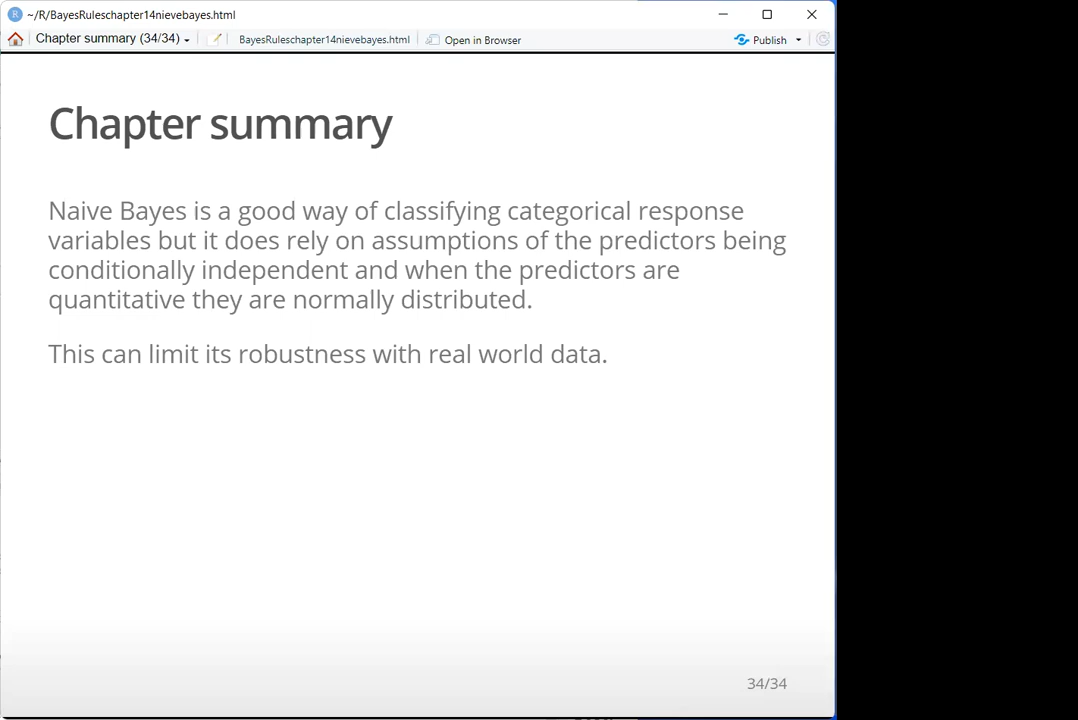 R ~/R/BayesRuleschapter14nievebayes.html
Chapter summary (34/34) BayesRuleschapter14nievebayes.html Open in Browser Publish
Chapter summary
Naive Bayes is a good way of classifying categorical response
variables but it does rely on assumptions of the predictors being
conditionally independent and when the predictors are
quantitative they are normally distributed.
This can limit its robustness with real world data.
34/34